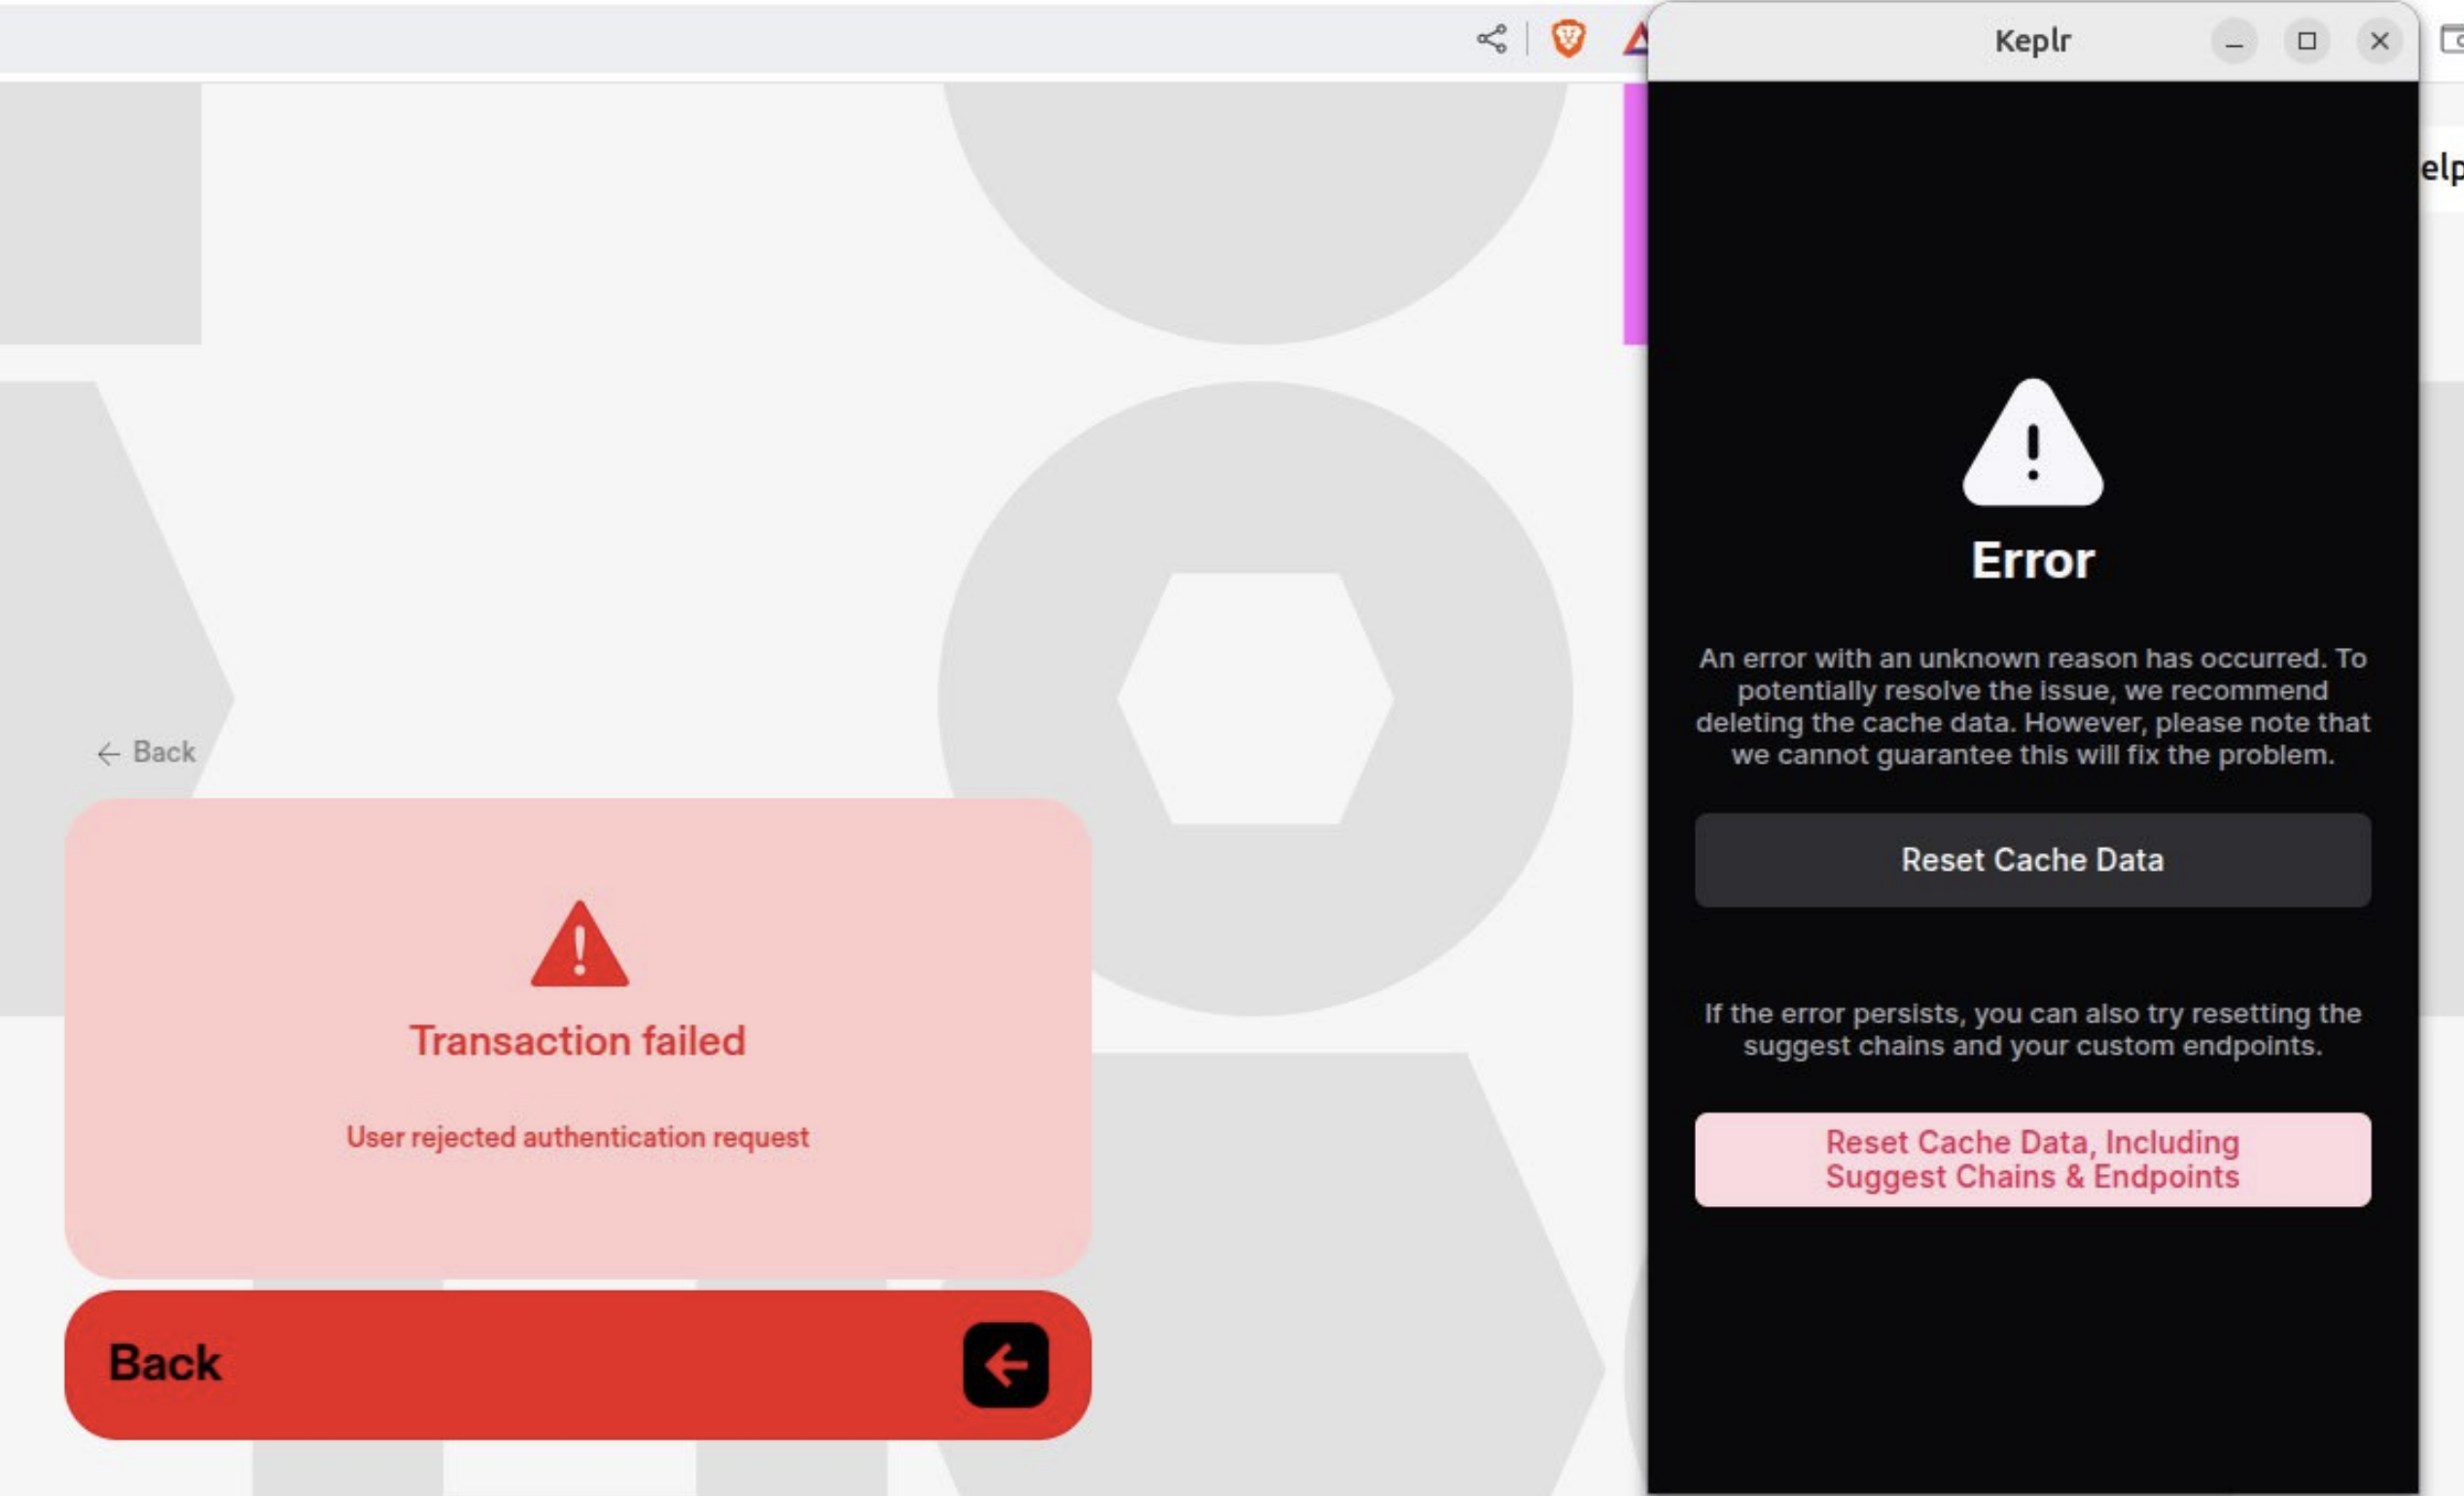 Keplr
← Back
Transaction failed
User rejected authentication request
Back
Error
An error with an unknown reason has occurred. To
potentially resolve the issue, we recommend
deleting the cache data. However, please note that
we cannot guarantee this will fix the problem.
Reset Cache Data
If the error persists, you can also try resetting the
suggest chains and your custom endpoints.
Reset Cache Data, Including
Suggest Chains & Endpoints